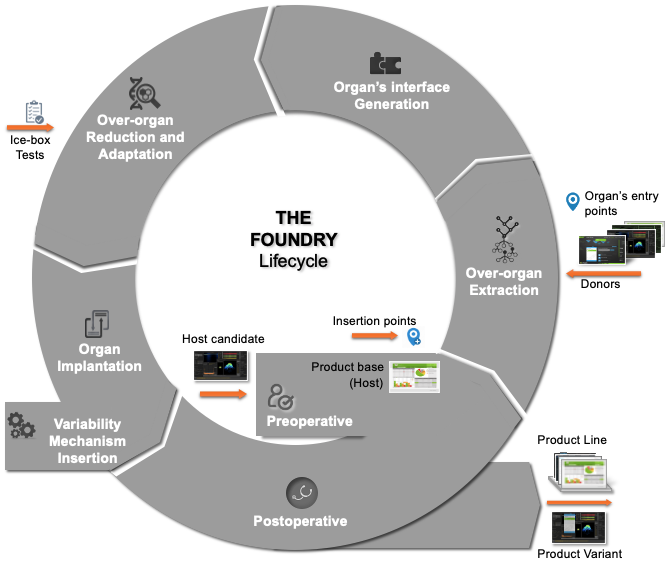 Organ's interface
Generation
Over-organ
Reduction and
Adaptation
Ice-box
Tests
THE
FOUNDRY
Lifecycle
Organ's entry
points
Over-organ
Extraction
Donors
Insertion points
Host candidate
Product base
(Host)
Preoperative
Organ
Implantation
Variability
Mechanism
Insertion
Postoperative
Product Line
Product Variant